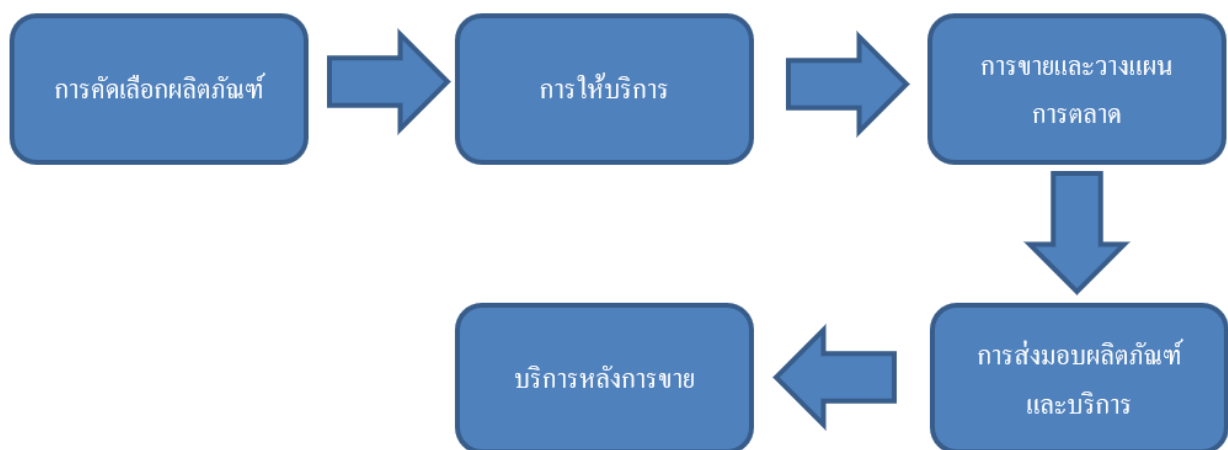 การคัดเลือกผลิตภัณฑ์
การให้บริการ
การขายและวางแผน
การตลาด
การส่งมอบผลิตภัณฑ์
และบริการ
บริการหลังการขาย